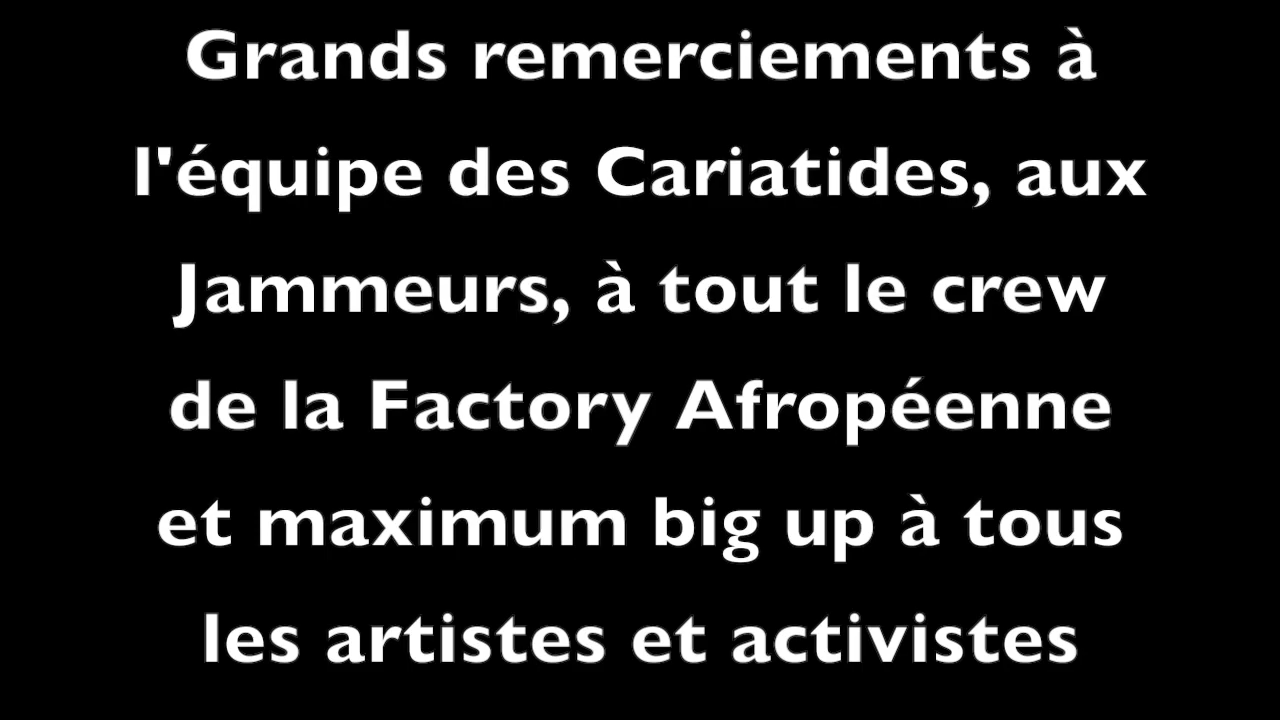 Grands remerciements à
l'équipe des Cariatides, aux
Jammeurs, à tout le crew
de la Factory Afropéenne
et maximum big up à tous
les artistes et activistes